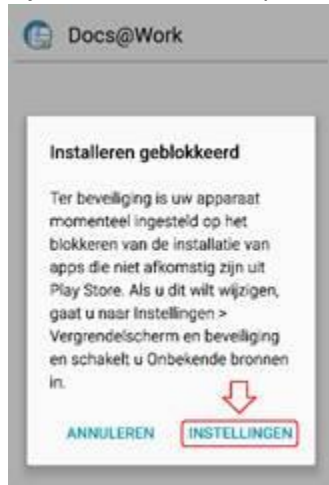 Docs@Work
Installeren geblokkeerd
Ter beveiliging is uw apparaat
momenteel ingesteld op het
blokkeren van de installatie van
apps die niet afkomstig zijn uit
Play Store. Als u dit wilt wijzigen,
gaat u naar Instellingen >
Vergrendelscherm en beveiliging
en schakelt u Onbekende bronnen
in.
ANNULEREN INSTELLINGEN